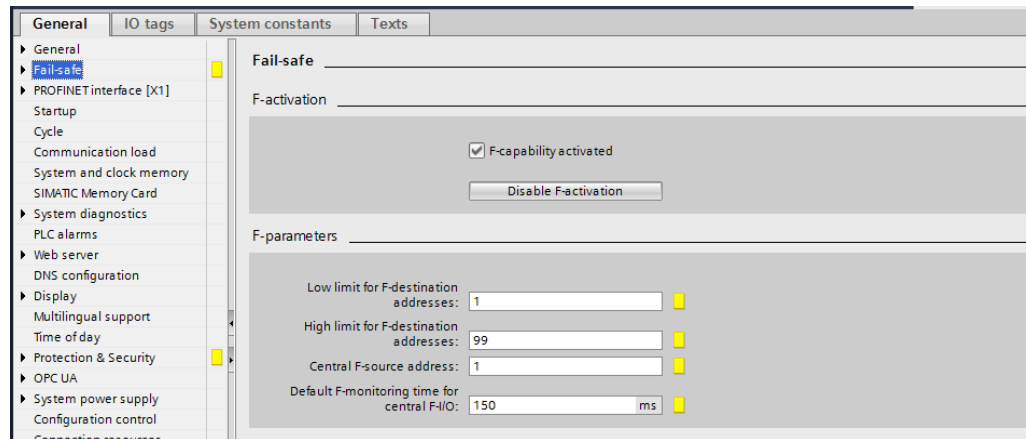 General IO tags System constants Texts
General
Fail-safe
PROFINET interface [X1]
Startup
Cycle
Communication load
System and clock memory
SIMATIC Memory Card
System diagnostics
PLC alarms
Web server
DNS configuration
Display
Multilingual support
Time of day
Protection & Security
OPC UA
System power supply
Configuration control
Connection resources
Fail-safe
F-activation
F-capability activated
Disable F-activation
F-parameters
Low limit for F-destination
addresses: 1
High limit for F-destination
addresses: 99
Central F-source address: 1
Default F-monitoring time for
central F-I/O: 150 ms